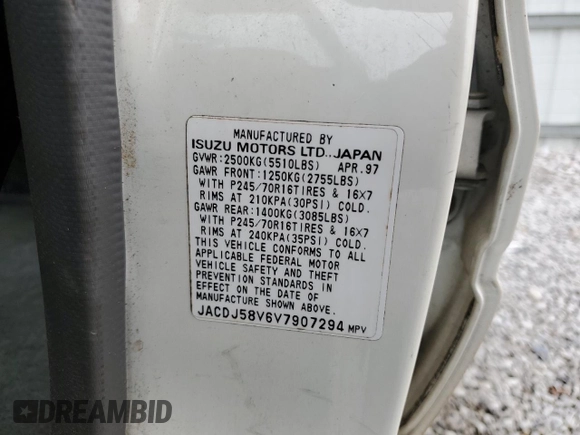 MANUFACTURED BY
ISUZU MOTORS LTD., JAPAN
GVWR:2500KG(5510LBS) APR.97
GAWR FRONT:1250KG(2755LBS)
WITH P245/70R16TIRES & 16X7
RIMS AT 210KPA(30PSI) COLD.
GAWR REAR:1400KG(3085LBS)
WITH P245/70R16TIRES & 16X7
RIMS AT 240KPA(35PSI) COLD.
THIS VEHICLE CONFORMS TO ALL
APPLICABLE FEDERAL MOTOR
VEHICLE SAFETY AND THEFT
PREVENTION STANDARDS IN
EFFECT ON THE DATE OF
MANUFACTURE SHOWN ABOVE.
JACDJ58V6V7907294 MPV
DREAMBID